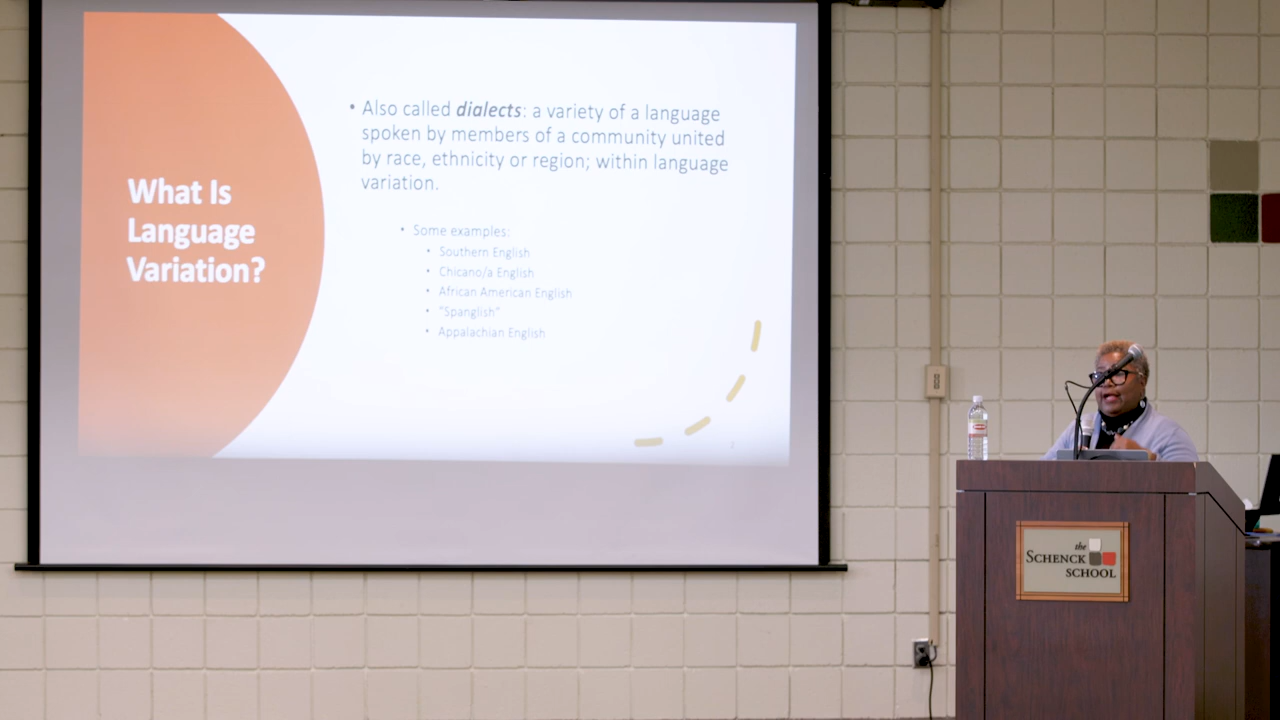 What Is
Language
Variation?
• Also called dialects: a variety of a language
spoken by members of a community united
by race, ethnicity or region; within language
variation.
• Some examples:
• Southern English
• Chicano/a English
• African American English
• "Spanglish"
• Appalachian English
the
SCHENCK
SCHOOL